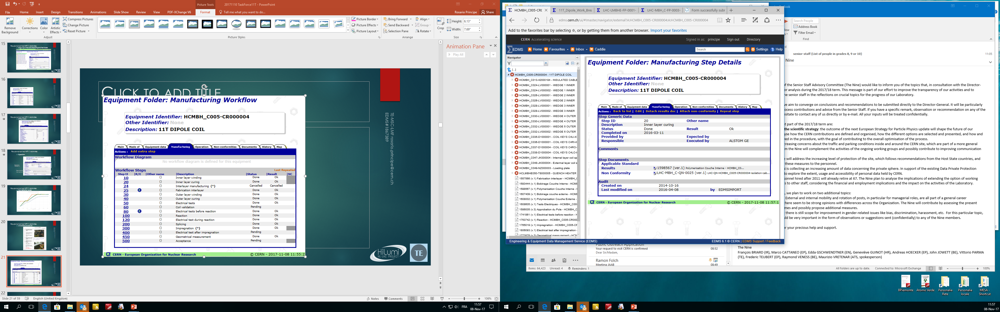 20171110 TaskForce11T - PowerPoint
Picture Tools
File Home Insert Design Transitions Animations Slide Show Review View PDF-XChange V6 Format Tell me what you want to do...
Rosario Principe Share
Remove Background
Corrections
Color
Artistic Effects
Compress Pictures
Change Picture
Reset Picture
Adjust
Picture Styles
Picture Border
Picture Effects
Picture Layout
Bring Forward
Send Backward
Selection Pane
Align
Group
Rotate
Arrange
Crop
Height: 6.13"
Width: 7.69"
Size
15
16
17
18
19
20
21
22
Animation Pane
Play All
CLICK TO ADD TITLE
Equipment Folder: Manufacturing Workflow
Equipment Identifier: HCMBH_C005-CR000004
Other Identifier: None
Description: 11T DIPOLE COIL
Main Made of Equipment data Manufacturing Operation Non-conformities Documents History Map
Actions : Add extra step
Workflow Diagram
No workflow diagram is defined for this equipment
Workflow Steps Last Repeated
Step |R/E |Other name |Description |Status |Result |NC
10 () Inner layer winding Done Ok
20 () Inner layer curing Done Ok
24 () Interlayer manufacturing (*) Cancelled Cancelled
25 E () Fabrication interlayer Done Ok
30 () Outer layer winding Done Ok
40 () Outer layer curing Done Ok
50 () Electrical tests Done Ok
60 () Coil validation Pending
80 E () Electrical tests before reaction Done Ok
100 () Reaction Done Ok
120 () Electrical test during reaction Done Ok
200 () Splicing Done Ok
300 () Impregnation (*) Done Ok
400 () Electrical test after impregnation Pending
450 () Geometrical measurement Done Ok
500 () Acceptance Pending
CERN - European Organization for Nuclear Research © CERN - 2017-11-08 11:55:2
TE-MSC-LMF rosario.principe@cern.ch
EDMS#1867389
HILUMI
HL-LHC PROJECT
TE
Slide 21 of 59 English (United Kingdom)
Notes Comments 106%
FRA 11:57
08-Nov-17
HCMBH_C005-CR0
11T_Dipole_Work_Brea
LHC-LMBHE-FP-0001-
LHC-MBH_C-FP-0003-
Form successfully subr
edms.cern.ch/ui/#!master/navigator/external?A:HCMBH_C005-CR000004:A:HCMBH_C005-CR000004
Add to the favorites bar by selecting ☆, or by getting them from another browser. Import your favorites
CERN Accelerating science
Signed in as: principe Sign out Directory
EDMS Home Favourites Inbox Caddie
Search Settings Help
Navigator
[...]
HCMBH_C005-CR000004 - 11T DIPOLE COIL
HCMBH_C013-42000194 - INSULATED CABLE
HCMBH_C024-LV000001 - WEDGE 1 INNER
HCMBH_C024-LV000002 - WEDGE 1 INNER
HCMBH_C026-LV000001 - WEDGE 2 INNER
HCMBH_C026-LV000002 - WEDGE 2 INNER
HCMBH_C028-LV000001 - WEDGE 3 INNER
HCMBH_C028-LV000002 - WEDGE 3 INNER
HCMBH_C030-LV000001 - WEDGE 4 OUTER
HCMBH_C030-LV000002 - WEDGE 4 OUTER
HCMBH_C032-LV000001 - WEDGE 5 OUTER
HCMBH_C032-LV000002 - WEDGE 5 OUTER
HCMBH_C035-D1000001 - COIL KEYS C4LI-K
HCMBH_C036-D1000001 - COIL KEYS C4RI-K
HCMBH_C037-D1000004 - COIL KEYS C4RO-
HCMBH_C038-D1000004 - COIL KEYS C4LO-
HCMBH_C047-JK000004 - Internal layer coil sp
HCMBH_C048-JK000004 - External layer coil s
HCMBH_C049-NZ000005 - Loading plate
HCLMBHE050-T8000005 - QUENCH HEATER
1557566 (v.1) Fabrication interlayer - HCMBH_C
1593444 (v.1) Bobinage Couche Interne - HCM
1598567 (v.1) Polymerisation Couche Interne -
1607409 (v.1) Bobinage couche externe - HCM
1608002 (v.1) Polymerisation Couche Externe -
1608605 (v.1) Tests Electriques - HCMBH_C00
1586005 (v.3) Approbation du Pole - HCMBH_C
1741861 (v.1) Electrical tests before reaction - H
1753742 (v.1) Reaction - HCMBH_C005-CR000
1765019 (v.1) Impregnation - HCMBH_C005-CF
1806093 (v.1) Electrical test after impregnation
1773878 (v.3) Geometrical measurement - HCM
Equipment Folder: Manufacturing Step Details
Equipment Identifier: HCMBH_C005-CR000004
Other Identifier: None
Description: 11T DIPOLE COIL
Main Made of Equipment data Manufacturing Operation Non-conformities Documents History Map
Actions : Back to list | Edit | Detach results doc | Attach non-conformity | Repeat step
Step Generic Data
Step ID 20 Other name
Description Inner layer curing
Status Done Result Ok
Completed on 2016-03-11
Provided by Expected by
Responsible Executed by ALSTOM GE
Comments
Step Documents
Applicable Standard
Results 1598567 (ver.1) Polymerisation Couche Interne - HCMBH_C0...
Non Conformity LHC-MBH_C-QN-0025 (ver.1) LHC-QN-HCMBH_C005-CR000004-isolation-cab...
Audit
Created on 2014-10-16
Last modified on 2016-04-08 by EDMSIMPORT
CERN - European Organization for Nuclear Research © CERN - 2017-11-08 11:57:1
Engineering & Equipment Data Management Service (EDMS) EDMS 6.1 © CERN | EDMS Support / Feedback
Search People
Address Book
Filter Email
Find
senior-staff (List of people in grades 8, 9 or 10) 11:05
Nine
of the Senior Staff Advisory Committee (The Nine) would like to inform you of the topics that, in consultation with the Director-
or analysis during the 2017/18 term. This message is part of our effort to improve the transparency of our activities and to
he senior staff in the reflections on crucial topics for the progress of our Laboratory.
we aim to converge on conclusions and recommendations to be submitted directly to the Director-General. It will be particularly
ocess contributions and advice from the Senior Staff. If you have a specific remark, observation or recommendation on any of the
esitate to contact any of us directly or by e-mail. All your inputs will be treated confidentially.
st part of the 2017/18 term are:
the scientific strategy: the outcome of the next European Strategy for Particle Physics update will shape the future of our
yse how the CERN contributions are defined and organised, how the different options are selected and presented, and how and
ved in the procedure, with the goal of contributing to the overall optimisation of the process.
creasing concerns about the traffic and parking conditions inside and around the CERN site, which are part of a more general
m the Nine will complement the activities of the ongoing working groups and possibly contribute to improving communication
e will address the increasing level of protection of the site, which follows recommendations from the Host State countries, and
these measures to the personnel.
N is collecting an increasing amount of data concerning the private sphere. In support of the existing Data Private Protection
to explore the extent, usage and accessibility of personal data held by CERN.
onnel hired after 2011 will already retire at 67. The Nine plan to analyse the implications of extending the option of working
s to other staff, considering the financial and employment implications and the impact on the activities of the Laboratory.
, we plan to work on two additional topics:
External and internal mobility and rotation of posts, in particular for managerial roles, are all part of a general career
here seem to be strong opinions with differences across the Organization. The Nine will contribute by assessing the present
mes and possibly propose additional measures.
t there is still scope for improvement in gender-related issues like bias, discrimination, harassment, etc. For this particular topic,
uld be very important in the form of observations or suggestions sent (confidentially) to any of the Nine members.
or your precious help and support.
The Nine
François BRIARD (IR), Marco CATTANEO (EP), Edda GSCHWENDTNER (EN), Geneviève GUINOT (HR), Andreas HOECKER (EP), John JOWETT (BE), Vittorio PARMA
(TE), Frederic TEUBERT (EP), Raymond VENESS (BE), Maurizio VRETENAR (ATS, spokesperson)
Public Outreach Application
Your request to visit CERN is confirmed 08:52
Dear Sir/Madam,
Ramon Folch
Meeting JAAB 08:49
Items: 64,423 Unread: 4 Reminders: 1
All folders are up to date. Connected to: Microsoft Exchange 100%
BPiemonte
Atomo Verde
Personalia Rete
Personalia locale
MESA - Shortcut
11:57
08-Nov-17